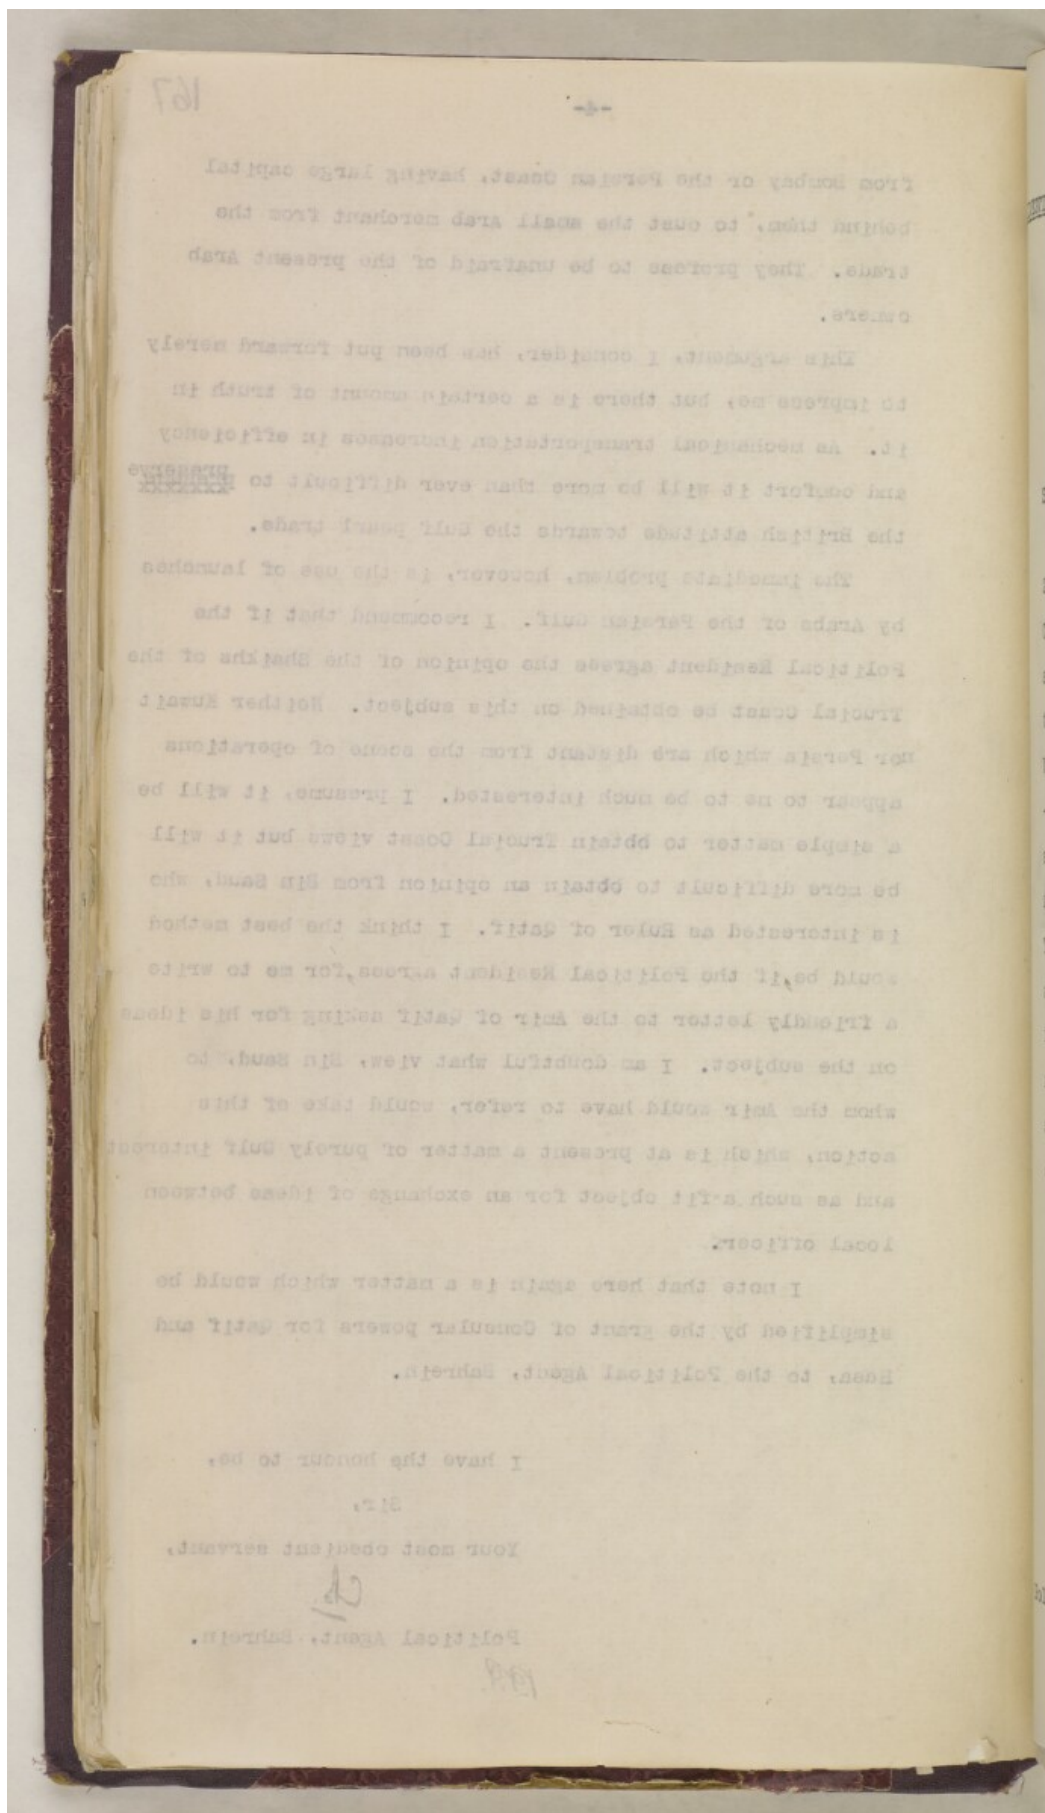 167
-4-
from Bombay or the Persian Coast, having large capital
behind them, to oust the small Arab merchant from the
trade. They profess to be unafraid of the present Arab
owners.
This argument, I consider, has been put forward merely
to impress me, but there is a certain amount of truth in
it. As mechanical transportation increases in efficiency
preserve
and comfort it will be more than ever difficult to
the British attitude towards the Gulf pearl trade.
The immediate problem, however, is the use of launches
by Arabs of the Persian Gulf. I recommend that if the
Political Resident agrees the opinion of the Shaikhs of the
Trucial Coast be obtained on this subject. Neither Kuwait
nor Persia which are distant from the scene of operations
appear to me to be much interested. I presume, it will be
a simple matter to obtain Trucial Coast views but it will
be more difficult to obtain an opinion from Bin Saud, who
is interested as Ruler of Qatif. I think the best method
would be, if the Political Resident agrees, for me to write
a friendly letter to the Amir of Qatif asking for his ideas
on the subject. I am doubtful what view, Bin Saud, to
whom the Amir would have to refer, would take of this
action, which is at present a matter of purely Gulf interest
and as such a fit object for an exchange of ideas between
local officers.
I note that here again is a matter which would be
simplified by the grant of Consular powers for Qatif and
Hasa, to the Political Agent, Bahrein.
I have the honour to be,
Sir,
Your most obedient servant,
Political Agent, Bahrein.